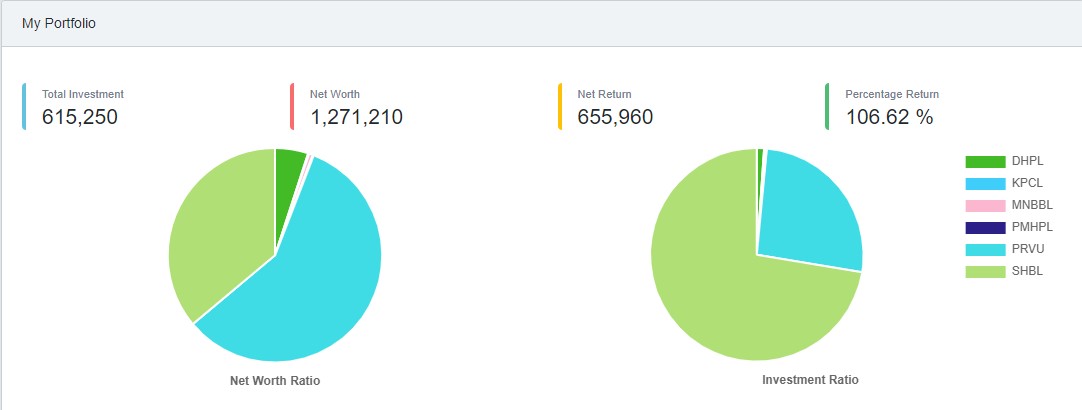 My Portfolio
Total Investment
615,250
Net Worth
1,271,210
Net Return
655,960
Percentage Return
106.62 %
DHPL
KPCL
MNBBL
PMHPL
PRVU
SHBL
Net Worth Ratio
Investment Ratio